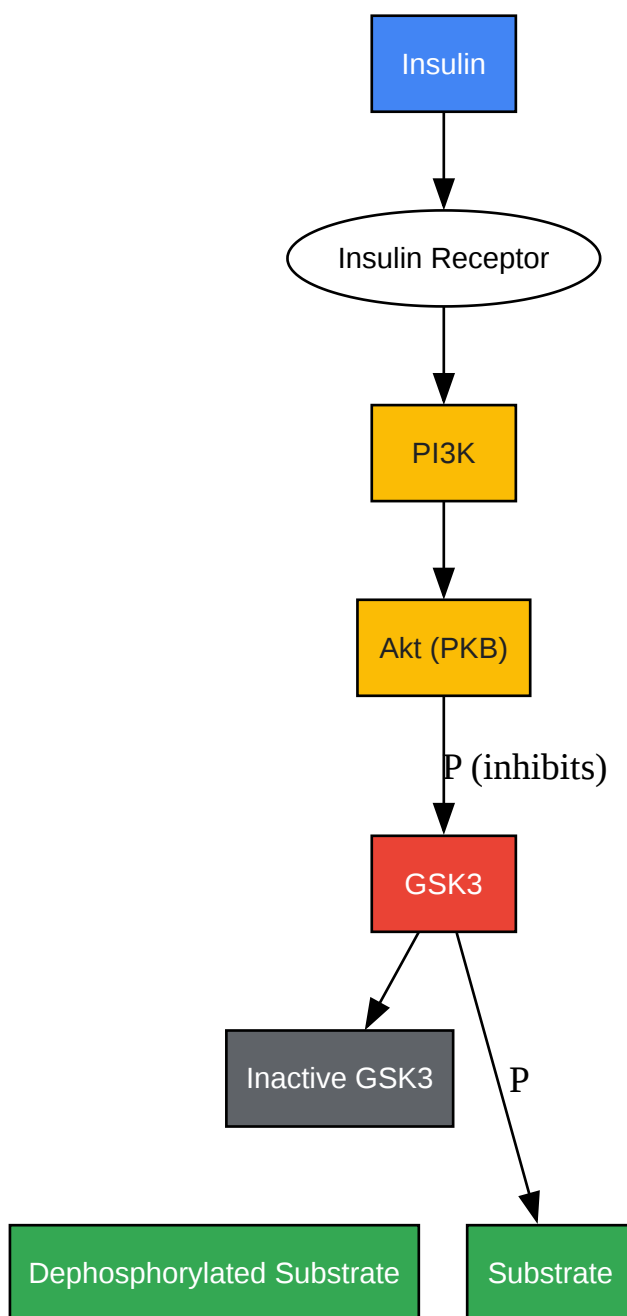 Insulin
Insulin Receptor
PI3K
Akt (PKB)
P (inhibits)
GSK3
Inactive GSK3
P
Dephosphorylated Substrate
Substrate